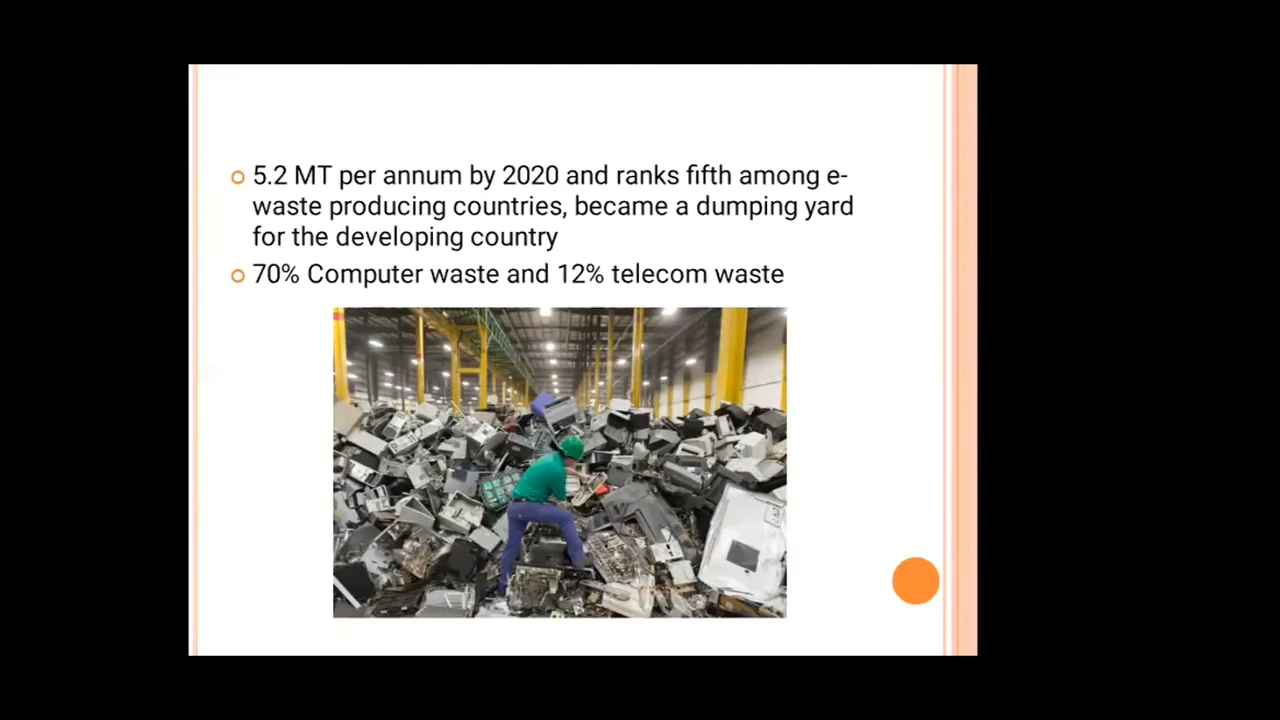 5.2 MT per annum by 2020 and ranks fifth among e-
waste producing countries, became a dumping yard
for the developing country
70% Computer waste and 12% telecom waste